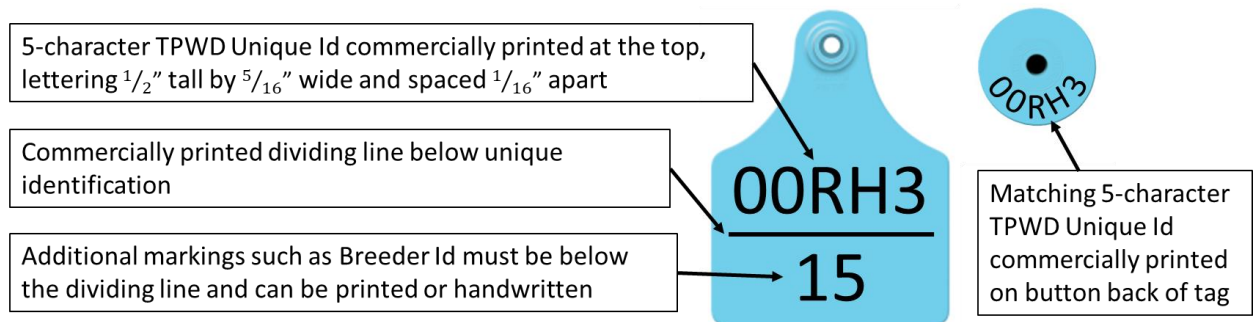 5-character TPWD Unique Id commercially printed at the top,
lettering 1/2” tall by 5/16” wide and spaced 1/16” apart
Commercially printed dividing line below unique
identification
Additional markings such as Breeder Id must be below
the dividing line and can be printed or handwritten
00RH3
15
00RH3
Matching 5-character
TPWD Unique Id
commercially printed
on button back of tag